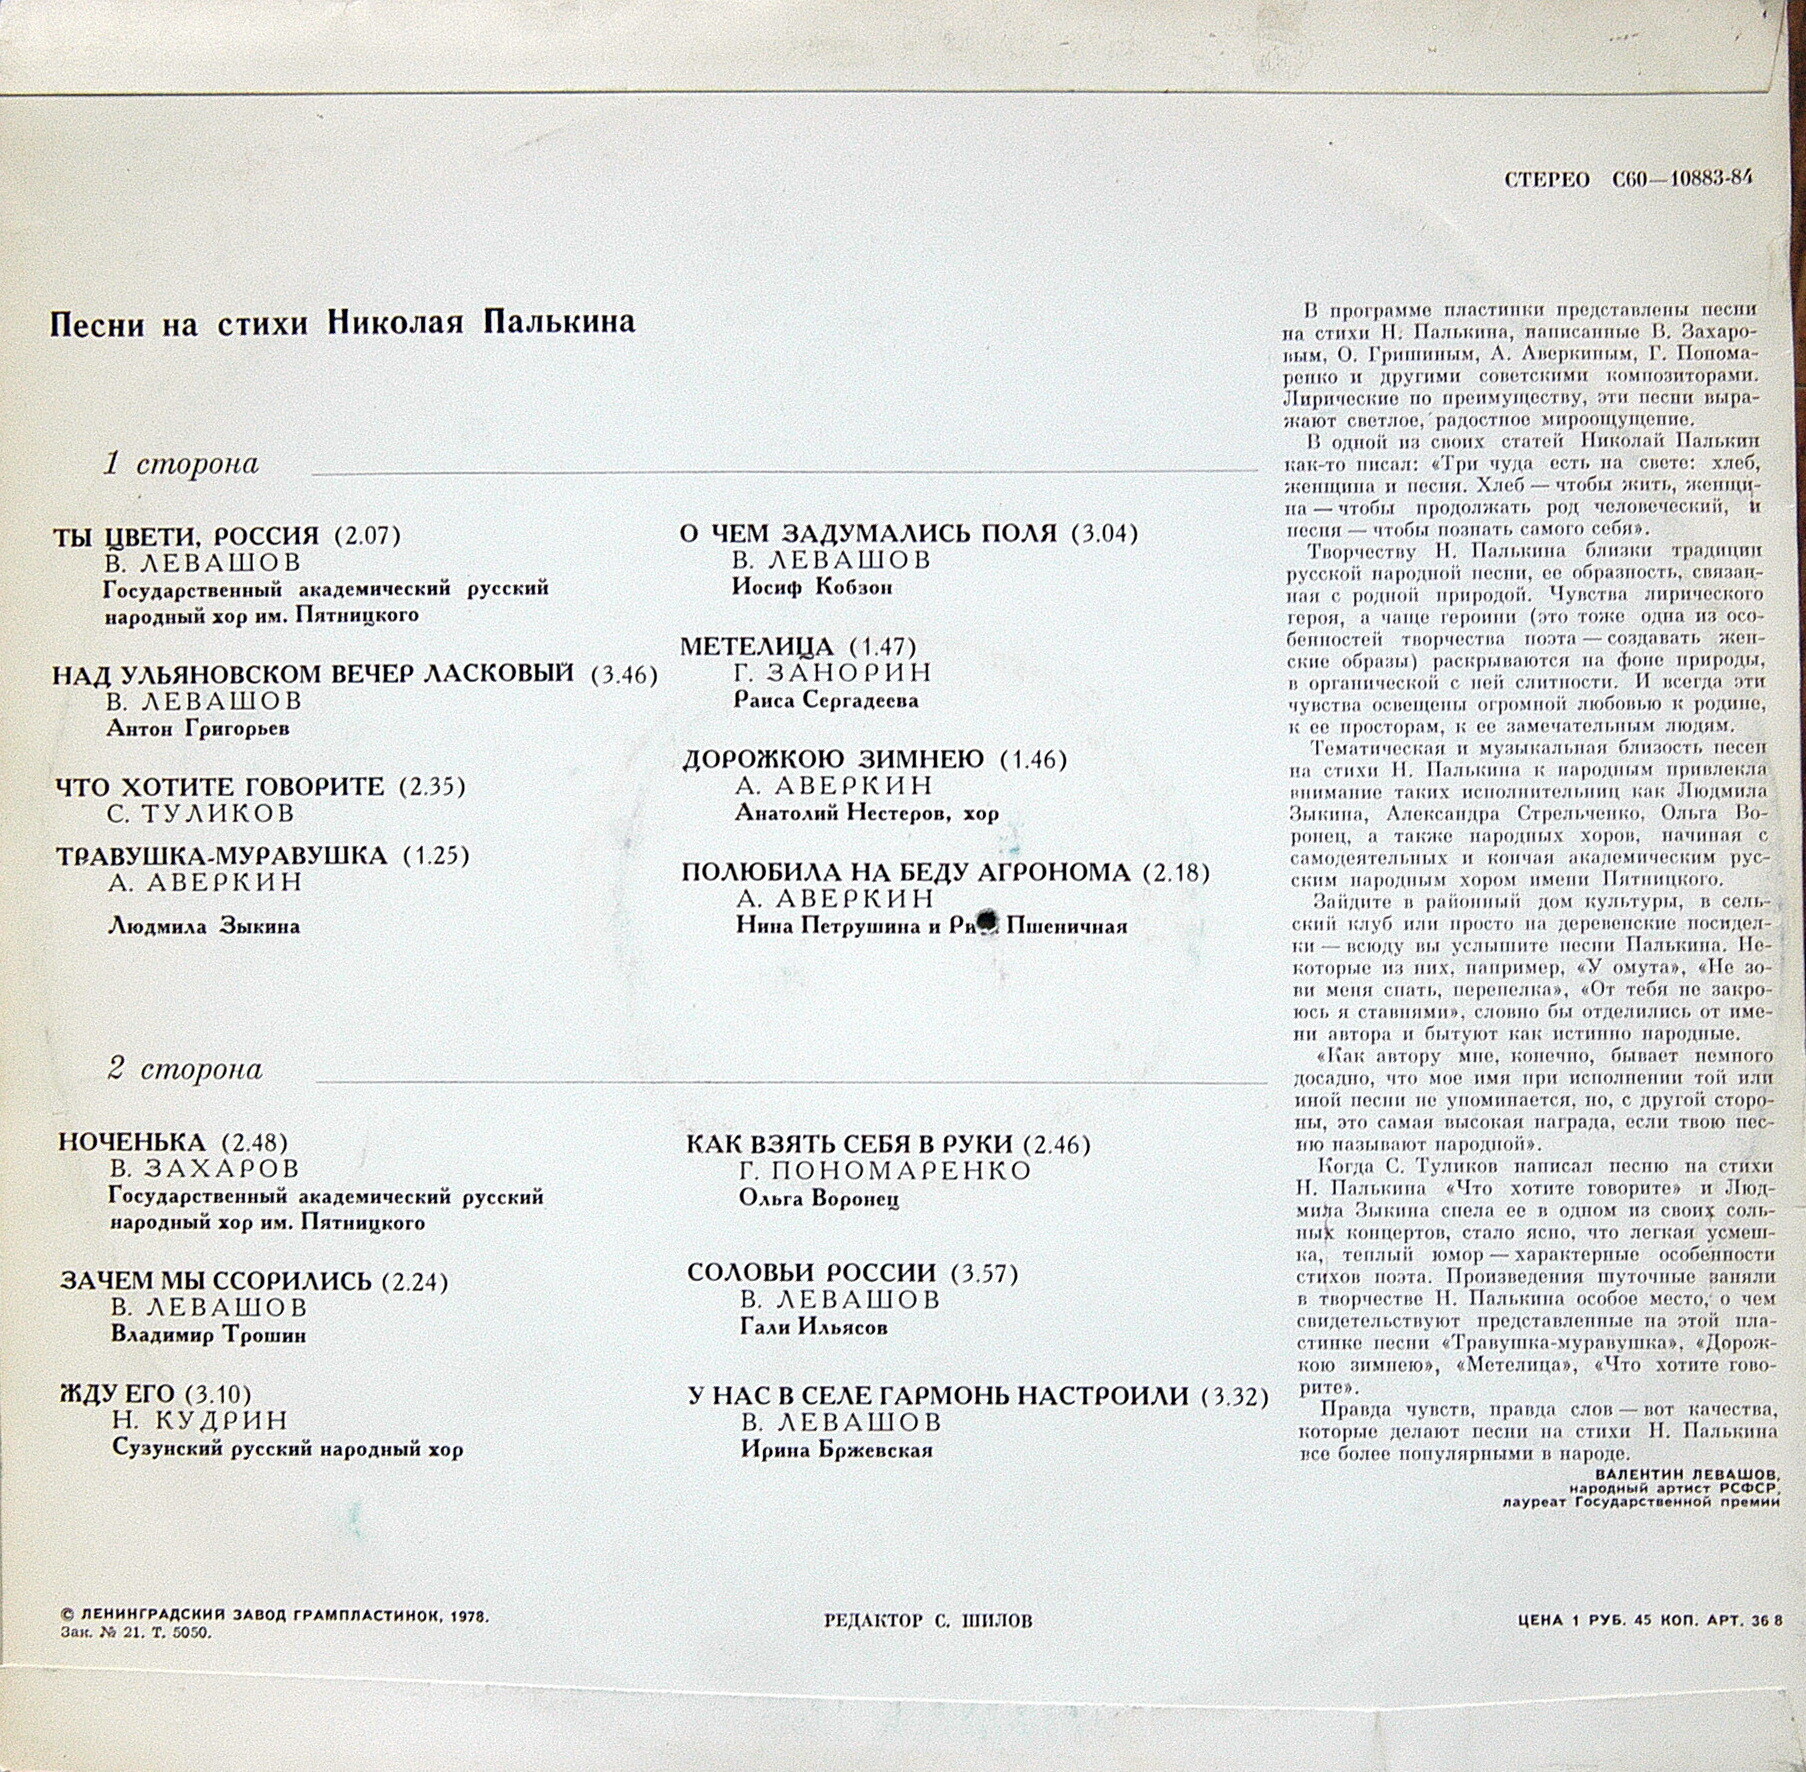 СТЕРЕО С60—10883-84
Песни на стихи Николая Палькина
1 сторона
ТЫ ЦВЕТИ, РОССИЯ (2.07)
В. ЛЕВАШОВ
Государственный академический русский
народный хор им. Пятницкого
НАД УЛЬЯНОВСКОМ ВЕЧЕР ЛАСКОВЫЙ (3.46)
В. ЛЕВАШОВ
Антон Григорьев
ЧТО ХОТИТЕ ГОВОРИТЕ (2.35)
С. ТУЛИКОВ
ТРАВУШКА-МУРАВУШКА (1.25)
А. АВЕРКИН
Людмила Зыкина
О ЧЕМ ЗАДУМАЛИСЬ ПОЛЯ (3.04)
В. ЛЕВАШОВ
Иосиф Кобзон
МЕТЕЛИЦА (1.47)
Г. ЗАНОРИН
Раиса Сергадеева
ДОРОЖКОЮ ЗИМНЕЮ (1.46)
А. АВЕРКИН
Анатолий Нестеров, хор
ПОЛЮБИЛА НА БЕДУ АГРОНОМА (2.18)
А. АВЕРКИН
Нина Петрушина и Пшеничная
2 сторона
НОЧЕНЬКА (2.48)
В. ЗАХАРОВ
Государственный академический русский
народный хор им. Пятницкого
ЗАЧЕМ МЫ ССОРИЛИСЬ (2.24)
В. ЛЕВАШОВ
Владимир Трошин
ЖДУ ЕГО (3.10)
Н. КУДРИН
Сузунский русский народный хор
КАК ВЗЯТЬ СЕБЯ В РУКИ (2.46)
Г. ПОНОМАРЕНКО
Ольга Воронец
СОЛОВЬИ РОССИИ (3.57)
В. ЛЕВАШОВ
Гали Ильясов
У НАС В СЕЛЕ ГАРМОНЬ НАСТРОИЛИ (3.32)
В. ЛЕВАШОВ
Ирина Бржевская
В программе пластинки представлены песни
на стихи Н. Палькина, написанные В. Захаро-
вым, О. Гришиным, А. Аверкиным, Г. Понома-
ренко и другими советскими композиторами.
Лирические по преимуществу, эти песни выра-
жают светлое, радостное мироощущение.
В одной из своих статей Николай Палькин
как-то писал: «Три чуда есть на свете: хлеб,
женщина и песня. Хлеб — чтобы жить, женщи-
на — чтобы продолжать род человеческий, и
песня — чтобы познать самого себя».
Творчеству Н. Палькина близки традиции
русской народной песни, ее образность, связан-
ная с родной природой. Чувства лирического
героя, а чаще героини (это тоже одна из осо-
бенностей творчества поэта — создавать жен-
ские образы) раскрываются на фоне природы,
в органической с ней слитности. И всегда эти
чувства освещены огромной любовью к родине,
к ее просторам, к ее замечательным людям.
Тематическая и музыкальная близость песен
на стихи Н. Палькина к народным привлекла
внимание таких исполнительниц как Людмила
Зыкина, Александра Стрельченко, Ольга Во-
ронец, а также народных хоров, начиная с
самодеятельных и кончая академическим рус-
ским народным хором имени Пятницкого.
Зайдите в районный дом культуры, в сель-
ский клуб или просто на деревенские посидел-
ки — всюду вы услышите песни Палькина. Не-
которые из них, например, «У омута», «Не зо-
ви меня спать, перепелка», «От тебя не закро-
юсь я ставнями», словно бы отделились от име-
ни автора и бытуют как истинно народные.
«Как автору мне, конечно, бывает немного
досадно, что мое имя при исполнении той или
иной песни не упоминается, но, с другой сторо-
ны, это самая высокая награда, если твою пес-
ню называют народной».
Когда С. Туликов написал песню на стихи
Н. Палькина «Что хотите говорите» и Люд-
мила Зыкина спела ее в одном из своих соль-
ных концертов, стало ясно, что легкая усмеш-
ка, теплый юмор — характерные особенности
стихов поэта. Произведения шуточные заняли
в творчестве Н. Палькина особое место, о чем
свидетельствуют представленные на этой пла-
стинке песни «Травушка-муравушка», «Дорож-
кою зимнею», «Метелица», «Что хотите гово-
рите».
Правда чувств, правда слов — вот качества,
которые делают песни на стихи Н. Палькина
все более популярными в народе.
ВАЛЕНТИН ЛЕВАШОВ,
народный артист РСФСР,
лауреат Государственной премии
© ЛЕНИНГРАДСКИЙ ЗАВОД ГРАМПЛАСТИНОК, 1978.
Зак. № 21. Т. 5050.
РЕДАКТОР С. ШИЛОВ
ЦЕНА 1 РУБ. 45 КОП. АРТ. 36 8